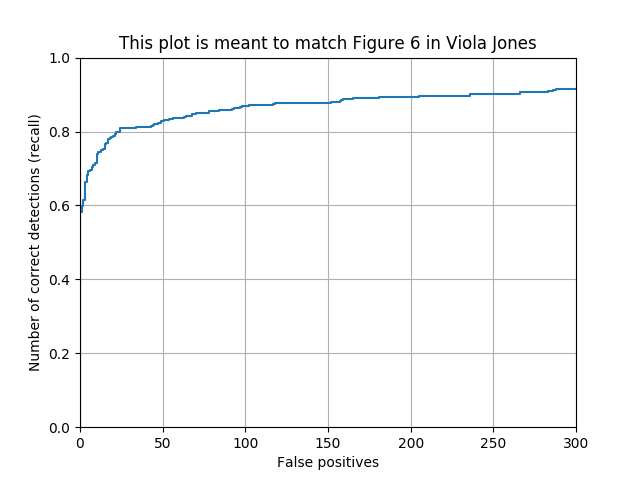 This plot is meant to match Figure 6 in Viola Jones
1.0
0.8
0.6
0.4
0.2
0.0
Number of correct detections (recall)
0 50 100 150 200 250 300
False positives